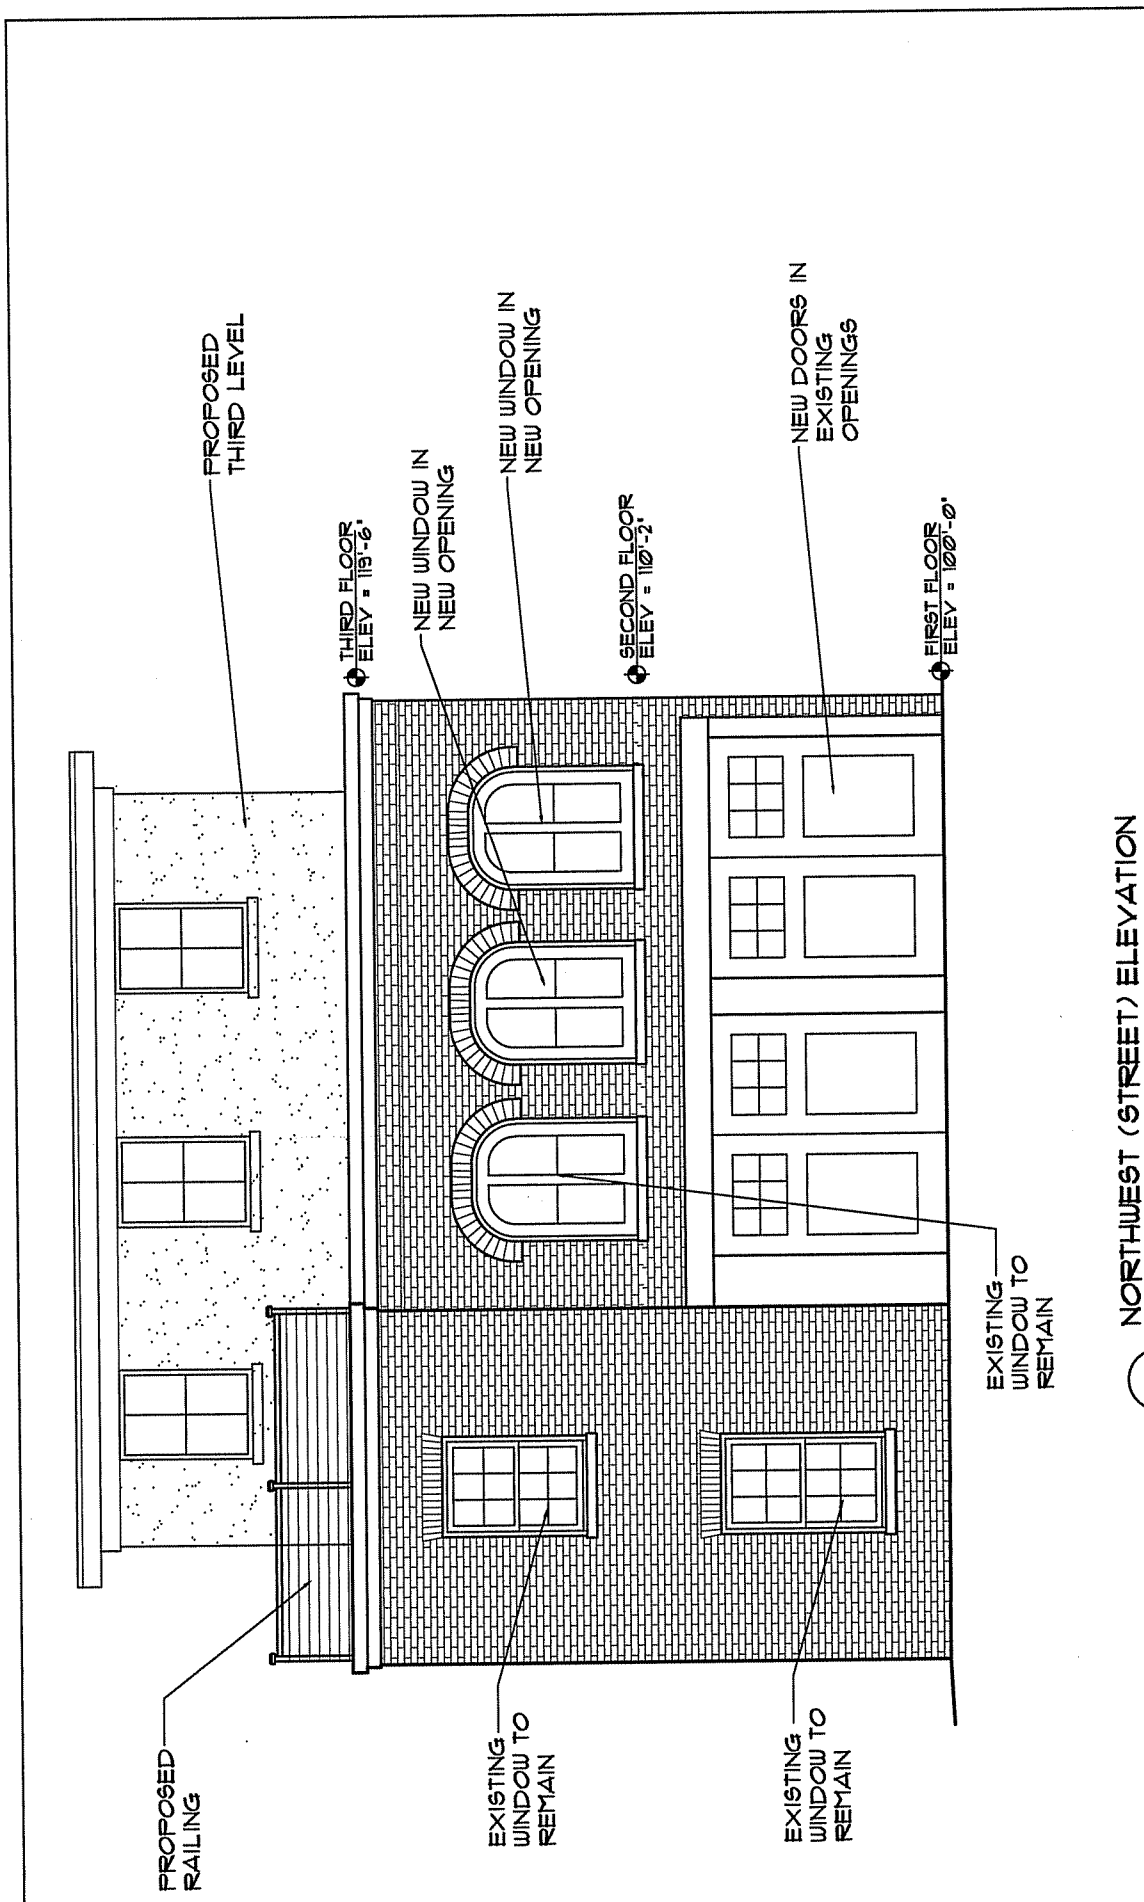 PROPOSED
RAILING
PROPOSED
THIRD LEVEL
THIRD FLOOR
ELEV = 119'-6"
NEW WINDOW IN
NEW OPENING
EXISTING
WINDOW TO
REMAIN
NEW WINDOW IN
NEW OPENING
SECOND FLOOR
ELEV = 110'-2"
EXISTING
WINDOW TO
REMAIN
NEW DOORS IN
EXISTING
OPENINGS
FIRST FLOOR
ELEV = 100'-0"
EXISTING
WINDOW TO
REMAIN
NORTHWEST (STREET) ELEVATION